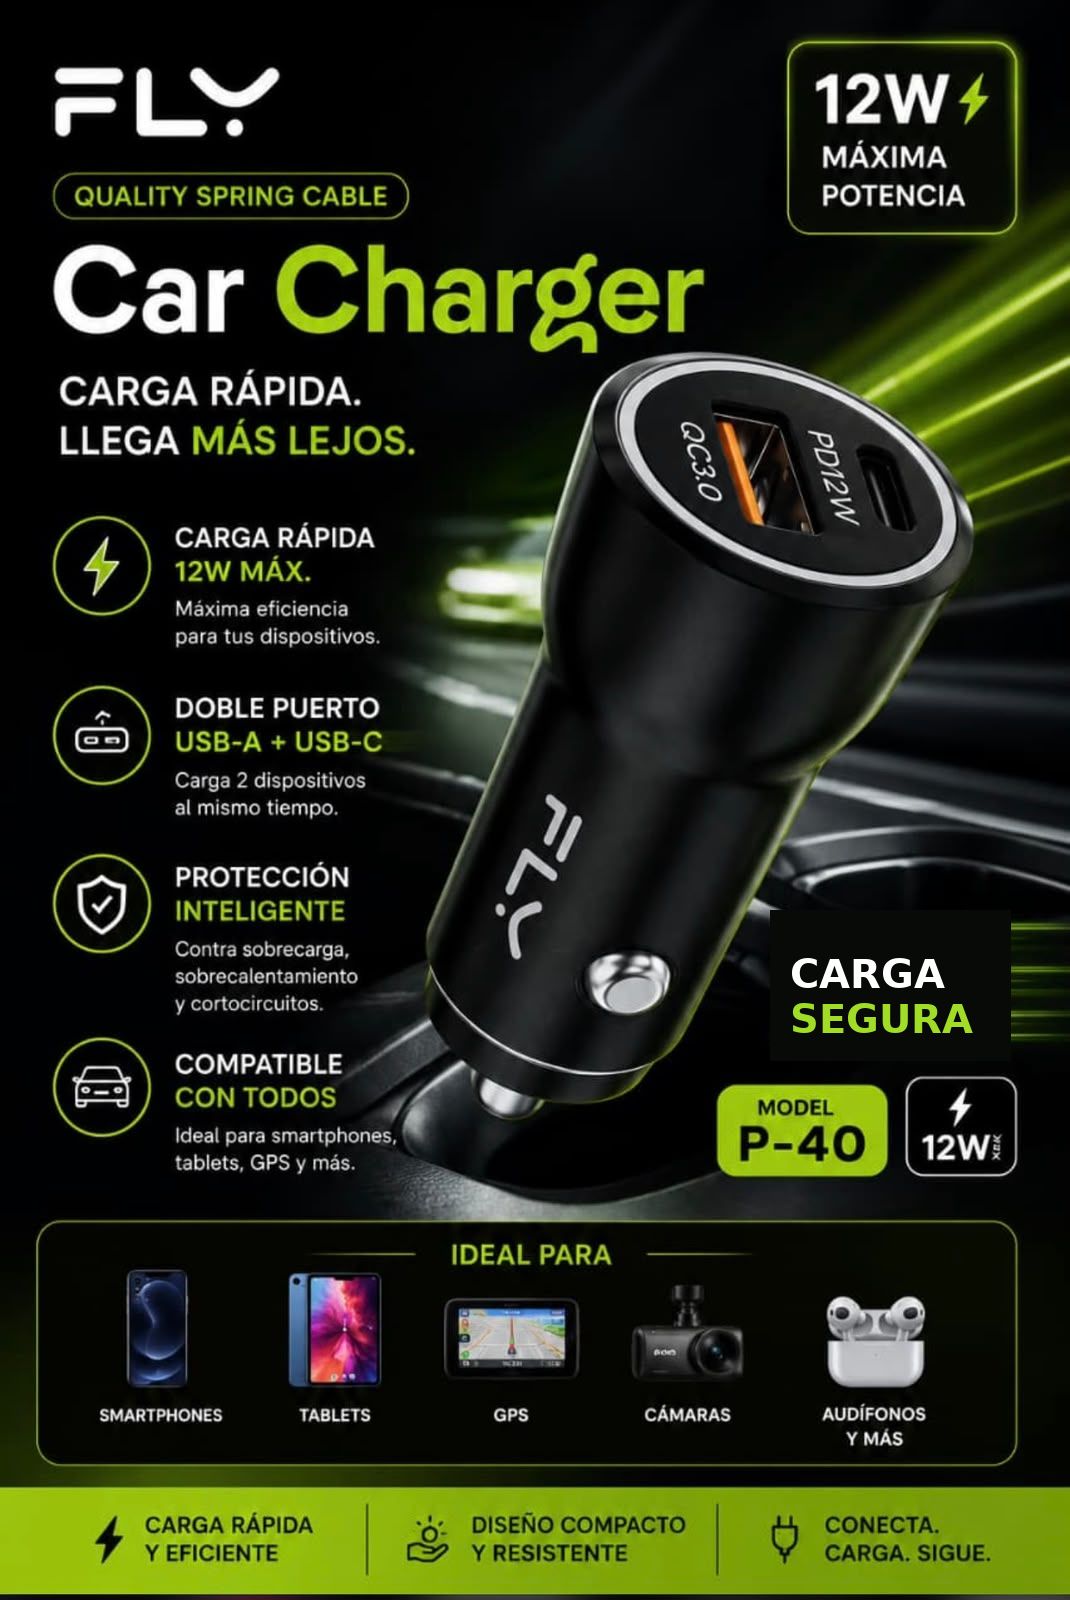 FLY
12W
MÁXIMA
POTENCIA
QUALITY SPRING CABLE
Car Charger
CARGA RÁPIDA.
LLEGA MÁS LEJOS.
QC3.0
PD12W
CARGA RÁPIDA
12W MÁX.
Máxima eficiencia
para tus dispositivos.
DOBLE PUERTO
USB-A + USB-C
Carga 2 dispositivos
al mismo tiempo.
FLY
PROTECCIÓN
INTELIGENTE
Contra sobrecarga,
sobrecalentamiento
y cortocircuitos.
CARGA
SEGURA
COMPATIBLE
CON TODOS
Ideal para smartphones,
tablets, GPS y más.
MODEL
P-40
12W
IDEAL PARA
SMARTPHONES
TABLETS
GPS
CÁMARAS
AUDÍFONOS
Y MÁS
CARGA RÁPIDA
Y EFICIENTE
DISEÑO COMPACTO
Y RESISTENTE
CONECTA.
CARGA. SIGUE.